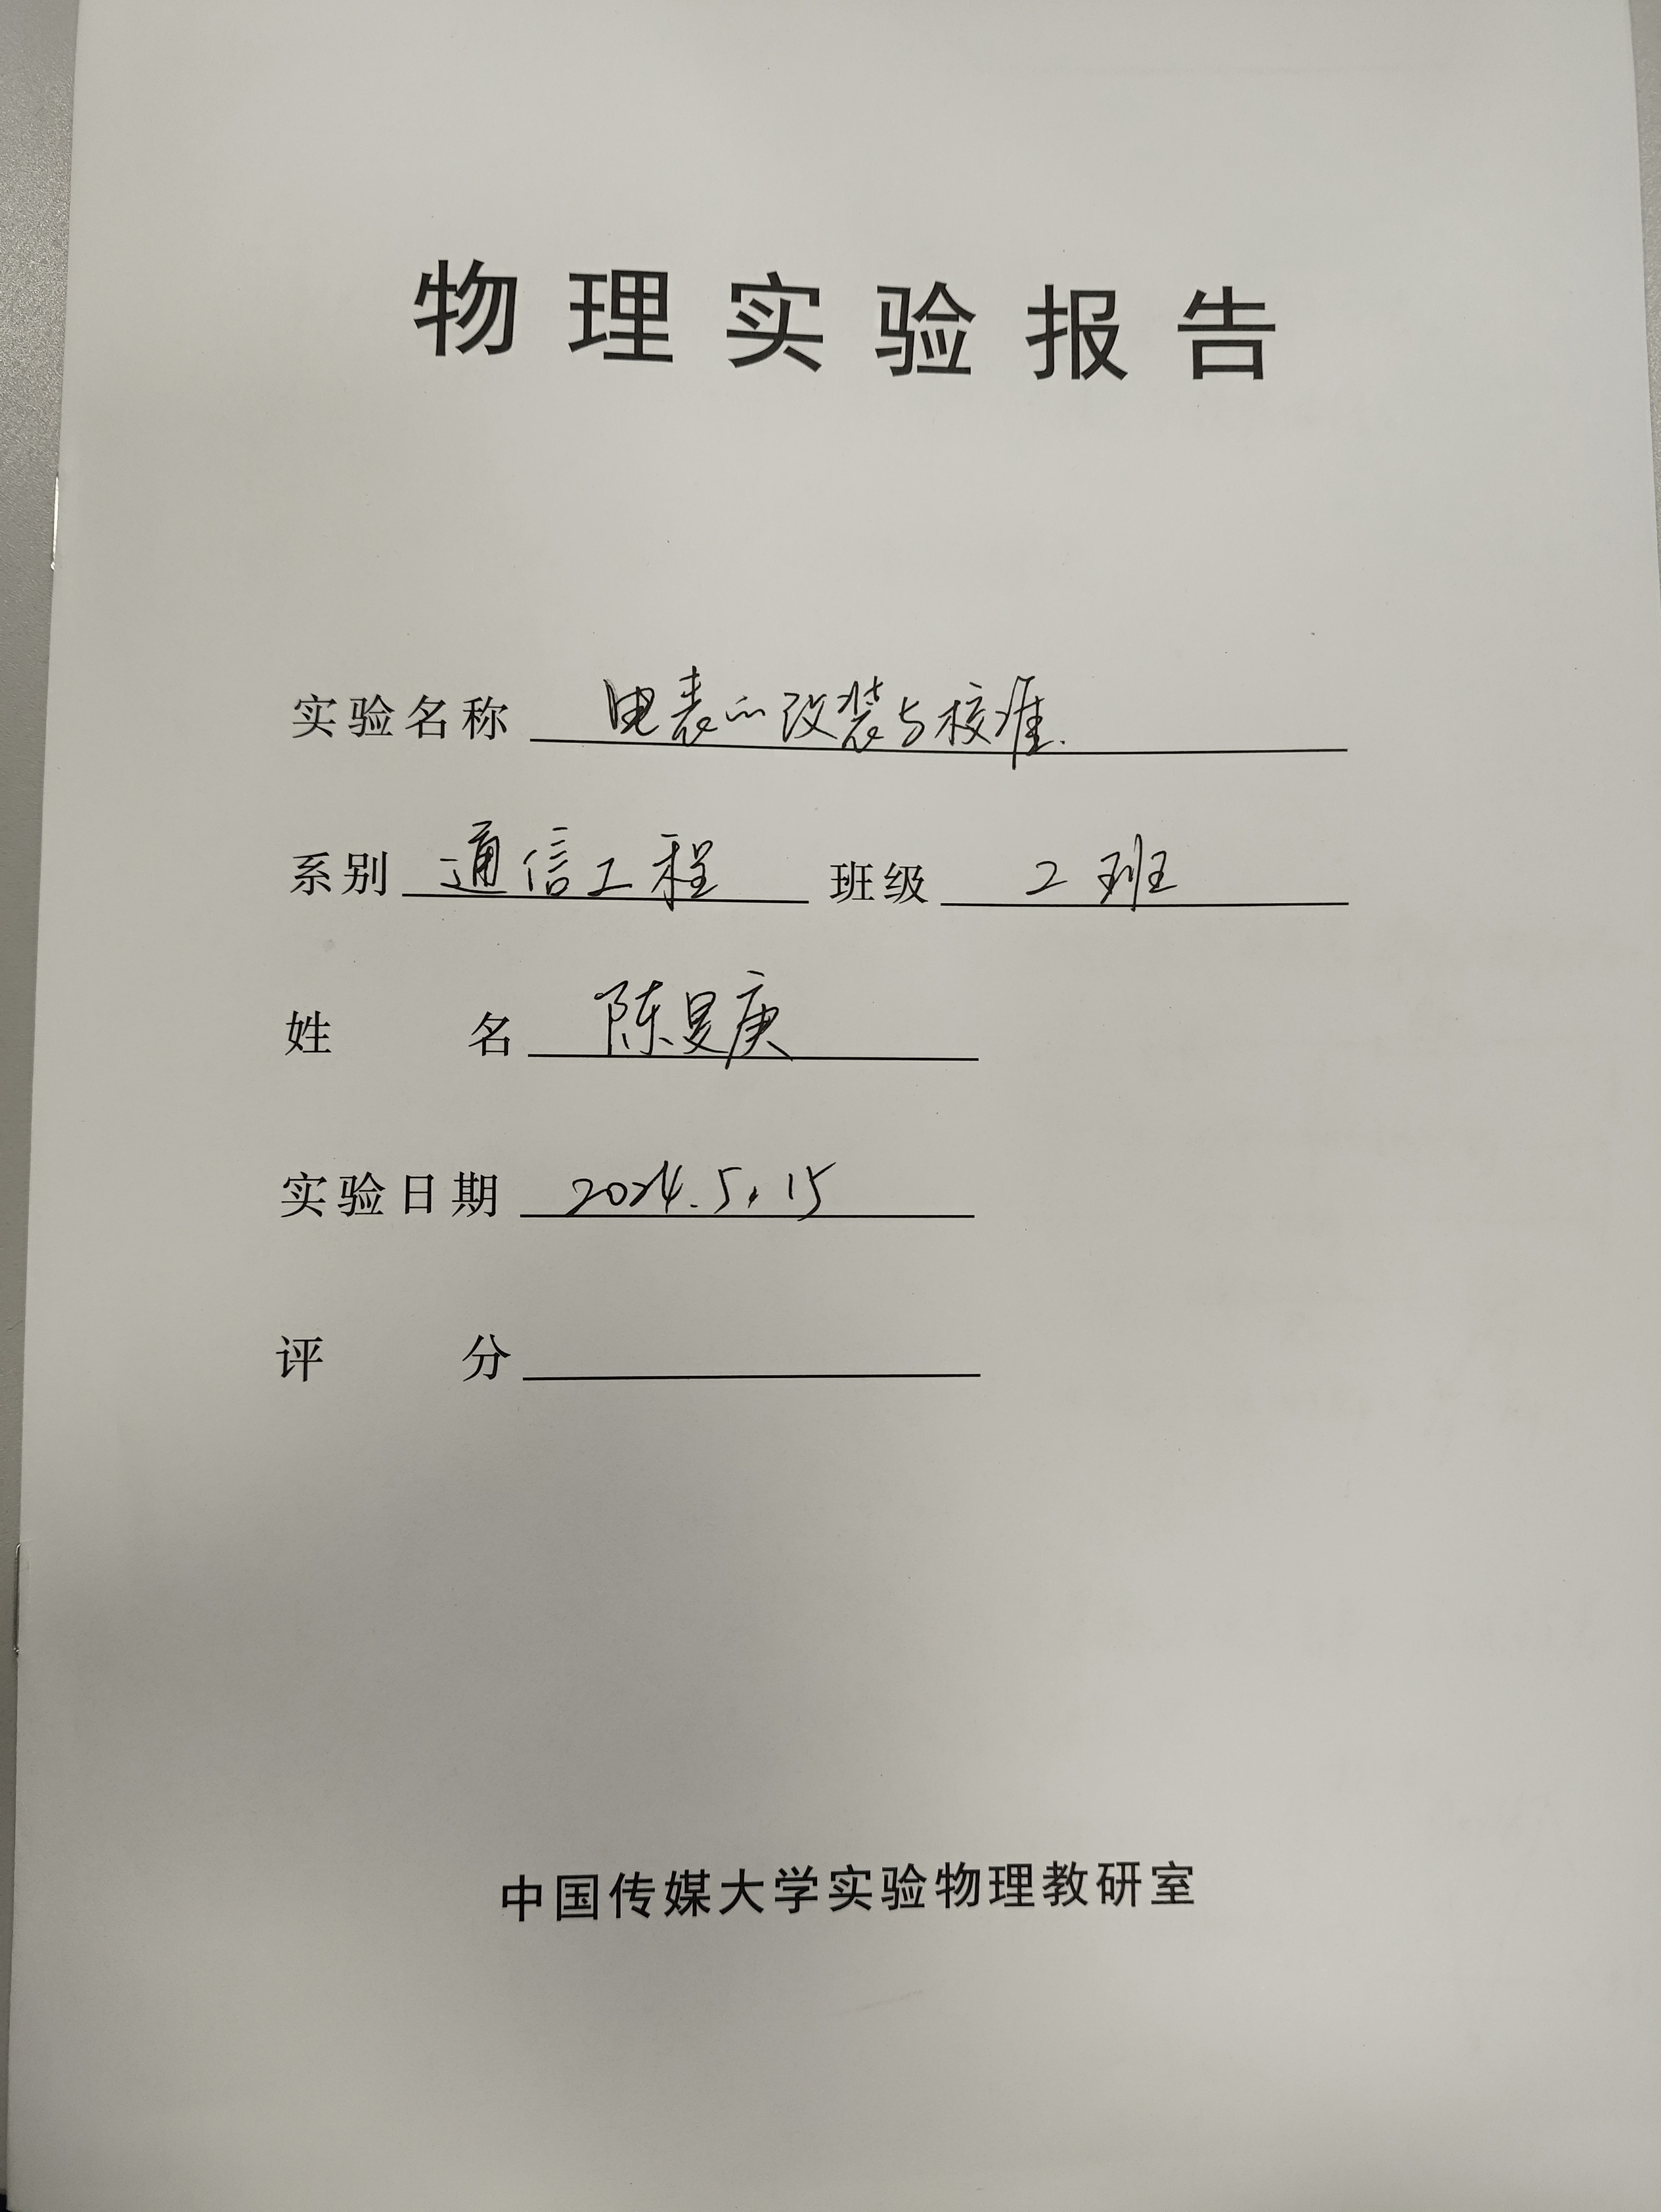 物理实验报告
实验名称 电表的改装与校准.
系别 通信工程 班级 2班
姓名 陈旻庚
实验日期 2024.5.15
评分
中国传媒大学实验物理教研室